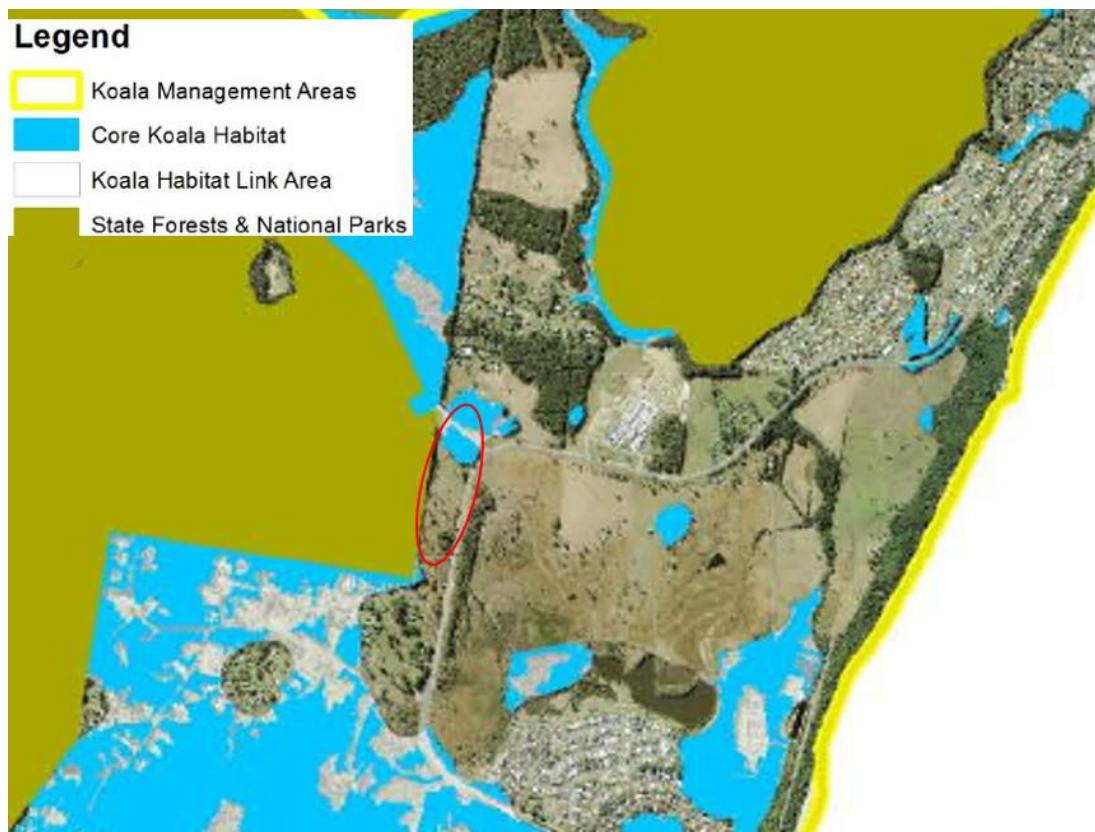 Legend
Koala Management Areas
Core Koala Habitat
Koala Habitat Link Area
State Forests & National Parks